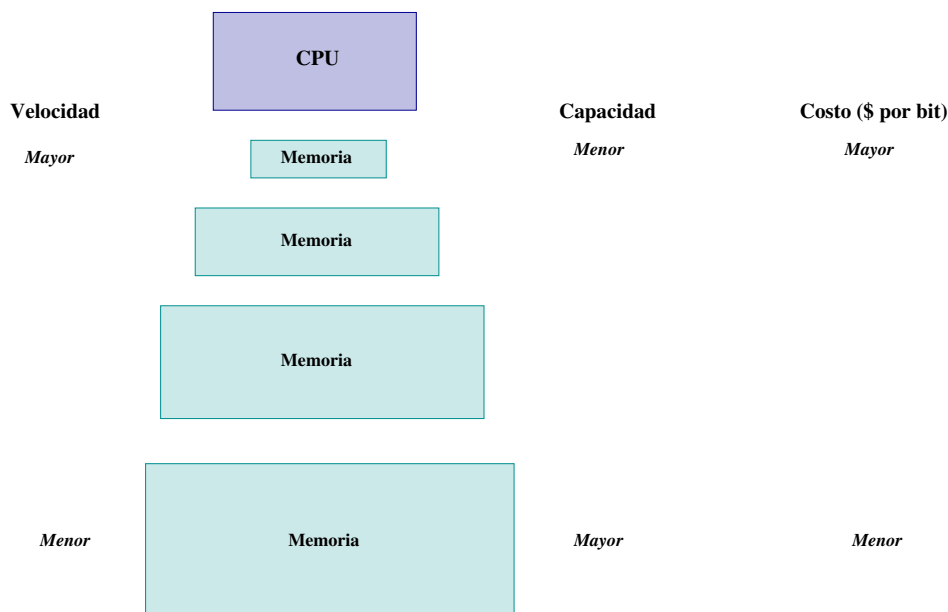 CPU
Velocidad
Capacidad
Costo ($ por bit)
Mayor
Memoria
Menor
Mayor
Memoria
Memoria
Menor
Memoria
Mayor
Menor